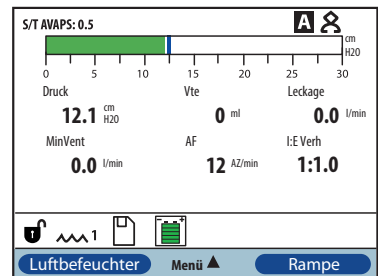 S/T AVAPS: 0.5 A
cm H2O
0 5 10 15 20 25 30
Druck Vte Leckage
12.1 cm H20 0 ml 0.0 l/min
MinVent AF I:E Verh
0.0 l/min 12 AZ/min 1:1.0
1
Luftbefeuchter Menü Rampe